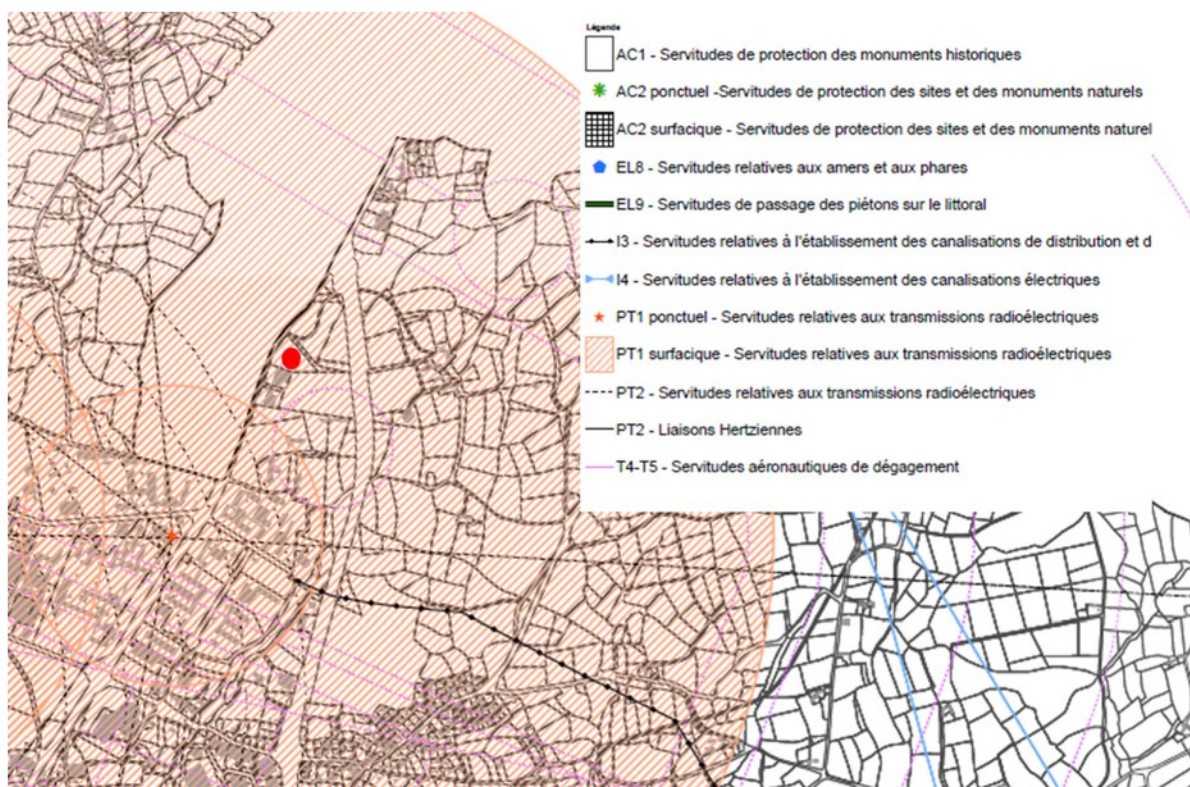 Légende
AC1 - Servitudes de protection des monuments historiques
AC2 ponctuel -Servitudes de protection des sites et des monuments naturels
AC2 surfacique - Servitudes de protection des sites et des monuments naturel
EL8 - Servitudes relatives aux amers et aux phares
EL9 - Servitudes de passage des piétons sur le littoral
I3 - Servitudes relatives à l'établissement des canalisations de distribution et d
I4 - Servitudes relatives à l'établissement des canalisations électriques
PT1 ponctuel - Servitudes relatives aux transmissions radioélectriques
PT1 surfacique - Servitudes relatives aux transmissions radioélectriques
PT2 - Servitudes relatives aux transmissions radioélectriques
PT2 - Liaisons Hertziennes
T4-T5 - Servitudes aéronautiques de dégagement